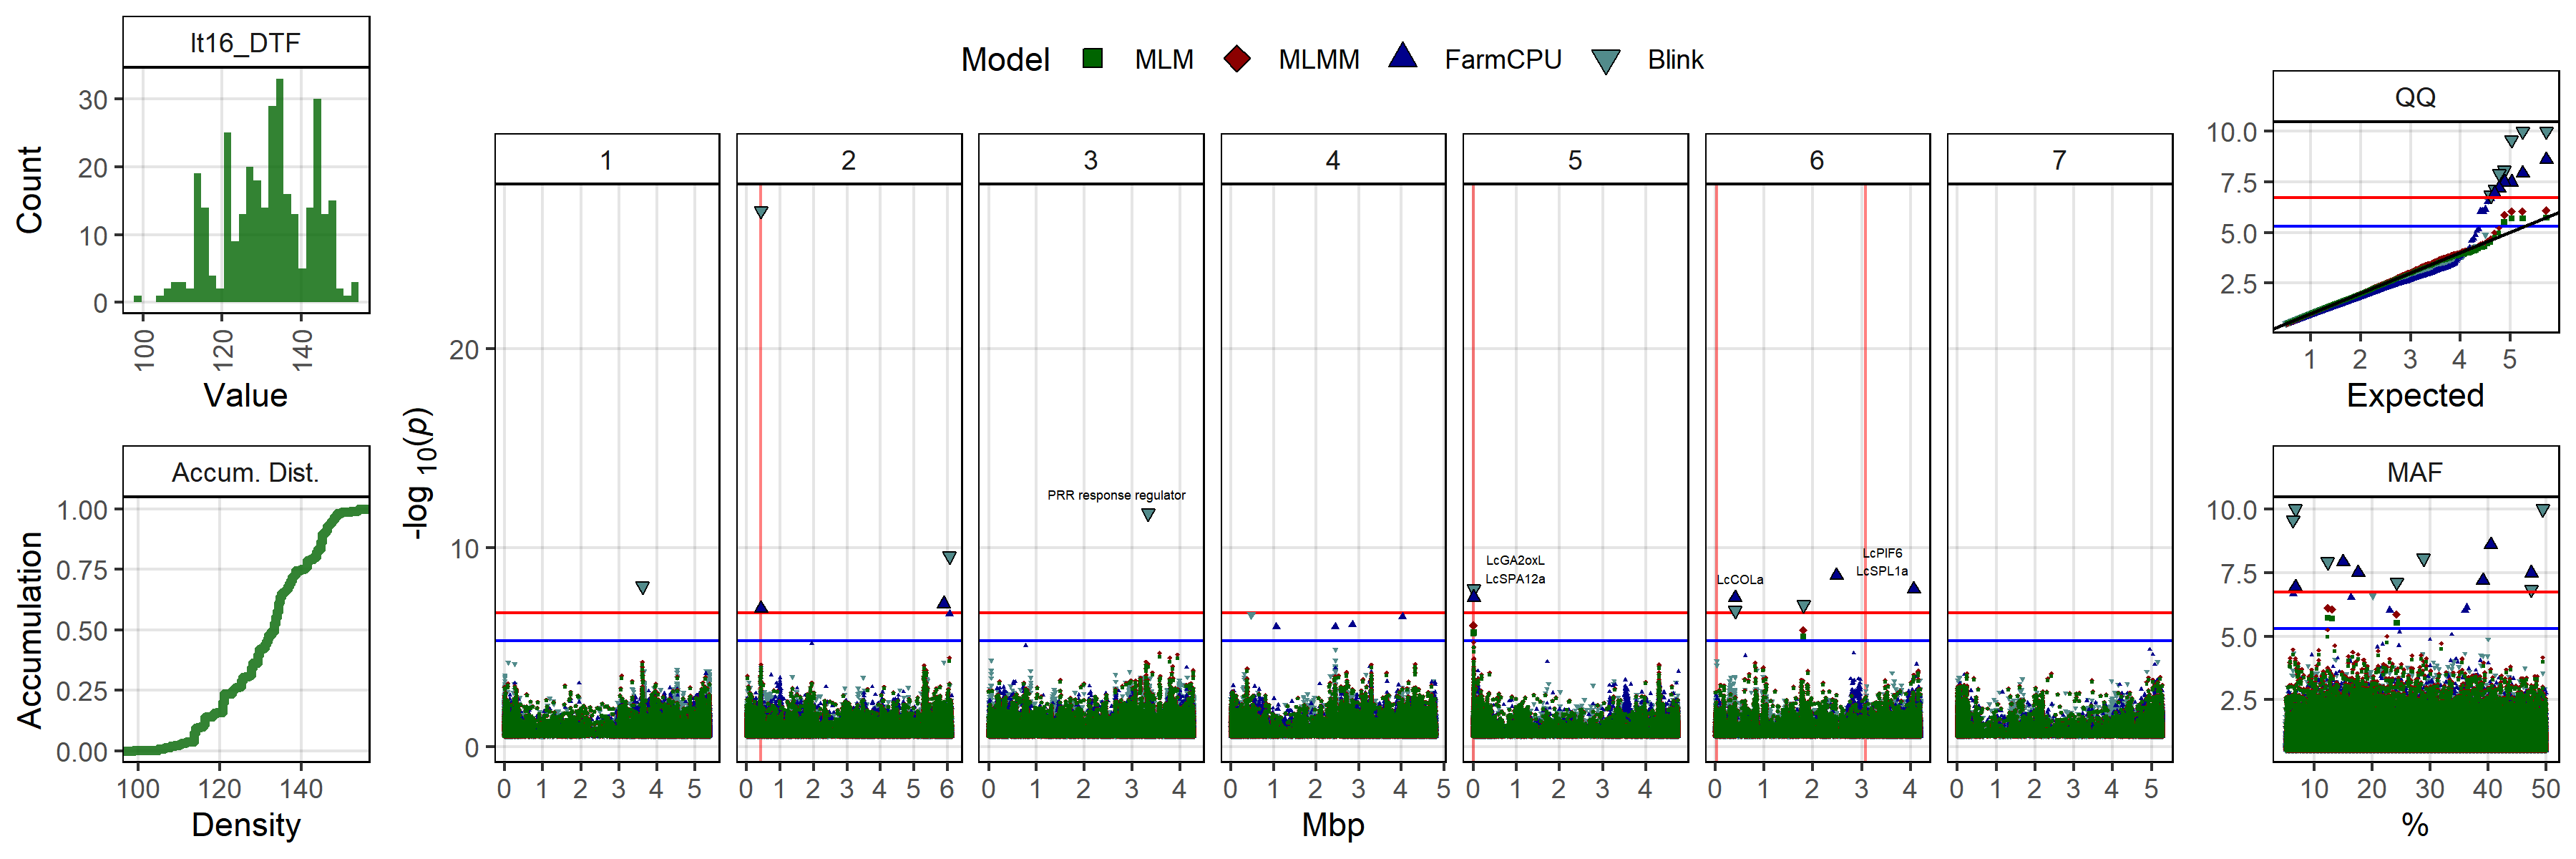 lt16_DTF
30
20
10
0
Count
100
120
140
Value
Accum. Dist.
1.00
0.75
0.50
0.25
0.00
Accumulation
100 120 140
Density
Model MLM MLMM FarmCPU Blink
1 2 3 4 5 6 7
20
10
0
-log 10(p)
PRR response regulator
LcGA2oxL
LcSPA12a
LcCOLa
LcPIF6
LcSPL1a
0 1 2 3 4 5
0 1 2 3 4 5 6
0 1 2 3 4
0 1 2 3 4 5
0 1 2 3 4
0 1 2 3 4
0 1 2 3 4 5
Mbp
QQ
10.0
7.5
5.0
2.5
1 2 3 4 5
Expected
MAF
10.0
7.5
5.0
2.5
10 20 30 40 50
%